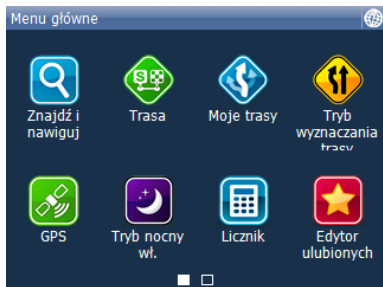 Menu główne
Znajdź i
nawiguj
Trasa
Moje trasy
Tryb
wyznaczania
trasy
GPS
Tryb nocny
wł.
Licznik
Edytor
ulubionych